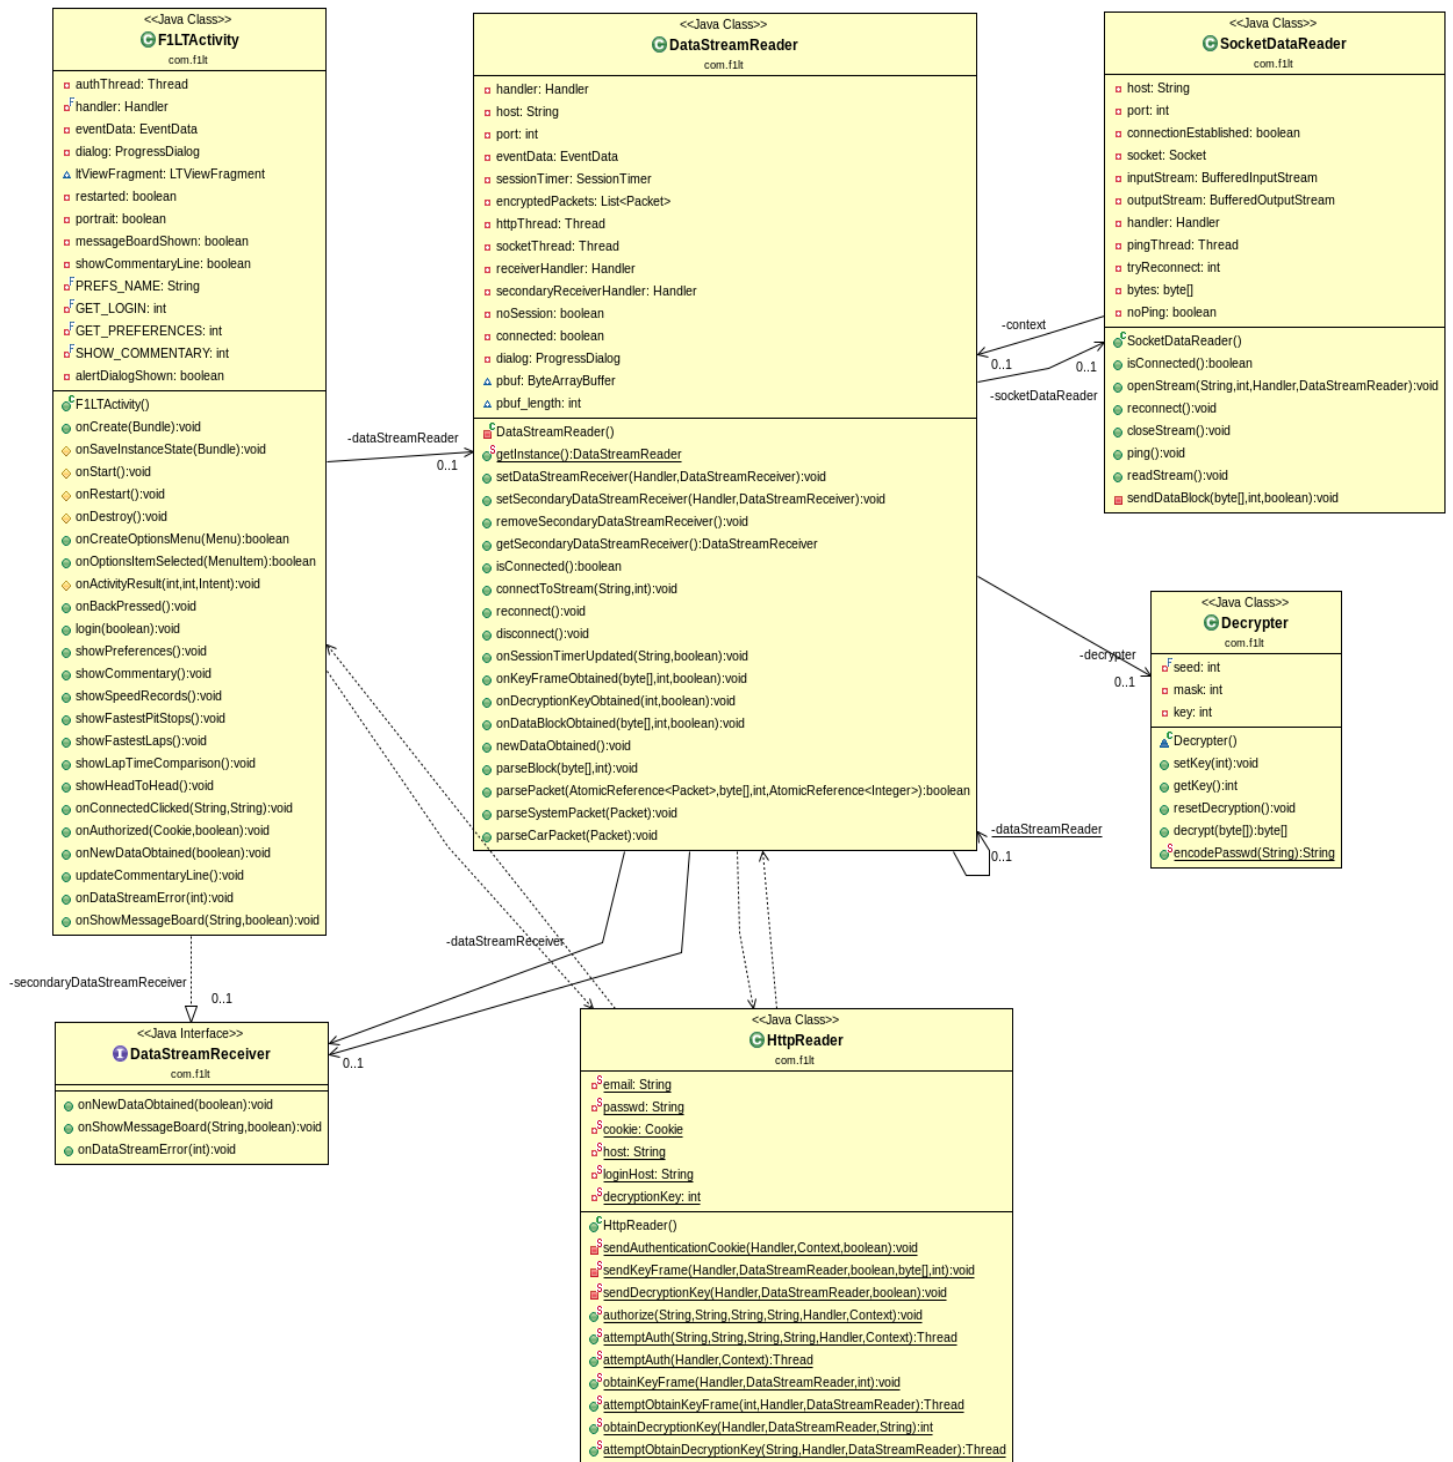 <<Java Class>>
F1LTActivity
com.f1lt
authThread: Thread
handler: Handler
eventData: EventData
dialog: ProgressDialog
ltViewFragment: LTViewFragment
restarted: boolean
portrait: boolean
messageBoardShown: boolean
showCommentaryLine: boolean
PREFS_NAME: String
GET_LOGIN: int
GET_PREFERENCES: int
SHOW_COMMENTARY: int
alertDialogShown: boolean
F1LTActivity()
onCreate(Bundle):void
onSaveInstanceState(Bundle):void
onStart():void
onRestart():void
onDestroy():void
onCreateOptionsMenu(Menu):boolean
onOptionsItemSelected(MenuItem):boolean
onActivityResult(int,int,Intent):void
onBackPressed():void
login(boolean):void
showPreferences():void
showCommentary():void
showSpeedRecords():void
showFastestPitStops():void
showFastestLaps():void
showLapTimeComparison():void
showHeadToHead():void
onConnectedClicked(String,String):void
onAuthorized(Cookie,boolean):void
onNewDataObtained(boolean):void
updateCommentaryLine():void
onDataStreamError(int):void
onShowMessageBoard(String,boolean):void
-dataStreamReader
0..1
<<Java Class>>
DataStreamReader
com.f1lt
handler: Handler
host: String
port: int
eventData: EventData
sessionTimer: SessionTimer
encryptedPackets: List<Packet>
httpThread: Thread
socketThread: Thread
receiverHandler: Handler
secondaryReceiverHandler: Handler
noSession: boolean
connected: boolean
dialog: ProgressDialog
pbuf: ByteArrayBuffer
pbuf_length: int
DataStreamReader()
getInstance():DataStreamReader
setDataStreamReceiver(Handler,DataStreamReceiver):void
setSecondaryDataStreamReceiver(Handler,DataStreamReceiver):void
removeSecondaryDataStreamReceiver():void
getSecondaryDataStreamReceiver():DataStreamReceiver
isConnected():boolean
connectToStream(String,int):void
reconnect():void
disconnect():void
onSessionTimerUpdated(String,boolean):void
onKeyFrameObtained(byte[],int,boolean):void
onDecryptionKeyObtained(int,boolean):void
onDataBlockObtained(byte[],int,boolean):void
newDataObtained():void
parseBlock(byte[],int):void
parsePacket(AtomicReference<Packet>,byte[],int,AtomicReference<Integer>):boolean
parseSystemPacket(Packet):void
parseCarPacket(Packet):void
-context
0..1
0..1
-socketDataReader
<<Java Class>>
SocketDataReader
com.f1lt
host: String
port: int
connectionEstablished: boolean
socket: Socket
inputStream: BufferedInputStream
outputStream: BufferedOutputStream
handler: Handler
pingThread: Thread
tryReconnect: int
bytes: byte[]
noPing: boolean
SocketDataReader()
isConnected():boolean
openStream(String,int,Handler,DataStreamReader):void
reconnect():void
closeStream():void
ping():void
readStream():void
sendDataBlock(byte[],int,boolean):void
-decrypter
0..1
<<Java Class>>
Decrypter
com.f1lt
seed: int
mask: int
key: int
Decrypter()
setKey(int):void
getKey():int
resetDecryption():void
decrypt(byte[]):byte[]
encodePasswd(String):String
-dataStreamReader
0..1
-dataStreamReceiver
0..1
-secondaryDataStreamReceiver
0..1
<<Java Interface>>
DataStreamReceiver
com.f1lt
onNewDataObtained(boolean):void
onShowMessageBoard(String,boolean):void
onDataStreamError(int):void
<<Java Class>>
HttpReader
com.f1lt
email: String
passwd: String
cookie: Cookie
host: String
loginHost: String
decryptionKey: int
HttpReader()
sendAuthenticationCookie(Handler,Context,boolean):void
sendKeyFrame(Handler,DataStreamReader,boolean,byte[],int):void
sendDecryptionKey(Handler,DataStreamReader,boolean):void
authorize(String,String,String,String,Handler,Context):void
attemptAuth(String,String,String,String,Handler,Context):Thread
attemptAuth(Handler,Context):Thread
obtainKeyFrame(Handler,DataStreamReader,int):void
attemptObtainKeyFrame(int,Handler,DataStreamReader):Thread
obtainDecryptionKey(Handler,DataStreamReader,String):int
attemptObtainDecryptionKey(String,Handler,DataStreamReader):Thread